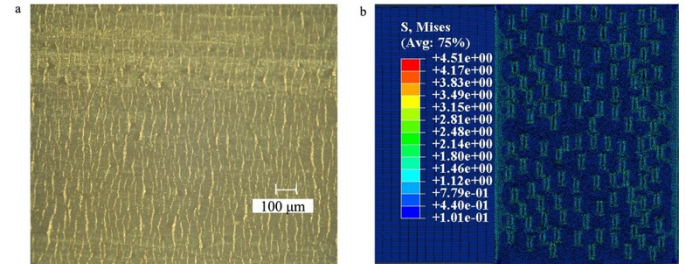 a
100 μm
b
S, Mises
(Avg: 75%)
+4.51e+00
+4.17e+00
+3.83e+00
+3.49e+00
+3.15e+00
+2.81e+00
+2.48e+00
+2.14e+00
+1.80e+00
+1.46e+00
+1.12e+00
+7.79e-01
+4.40e-01
+1.01e-01